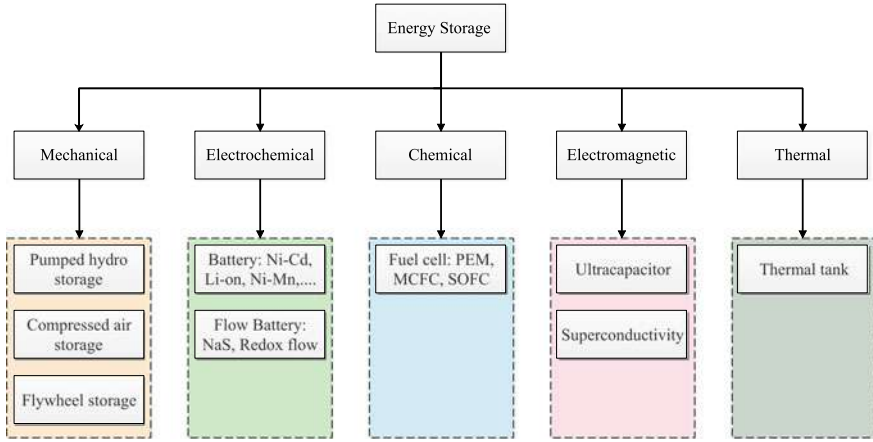 Energy Storage
Mechanical
Electrochemical
Chemical
Electromagnetic
Thermal
Pumped hydro
storage
Compressed air
storage
Flywheel storage
Battery: Ni-Cd,
Li-on, Ni-Mn,....
Flow Battery:
NaS, Redox flow
Fuel cell: PEM,
MCFC, SOFC
Ultracapacitor
Superconductivity
Thermal tank